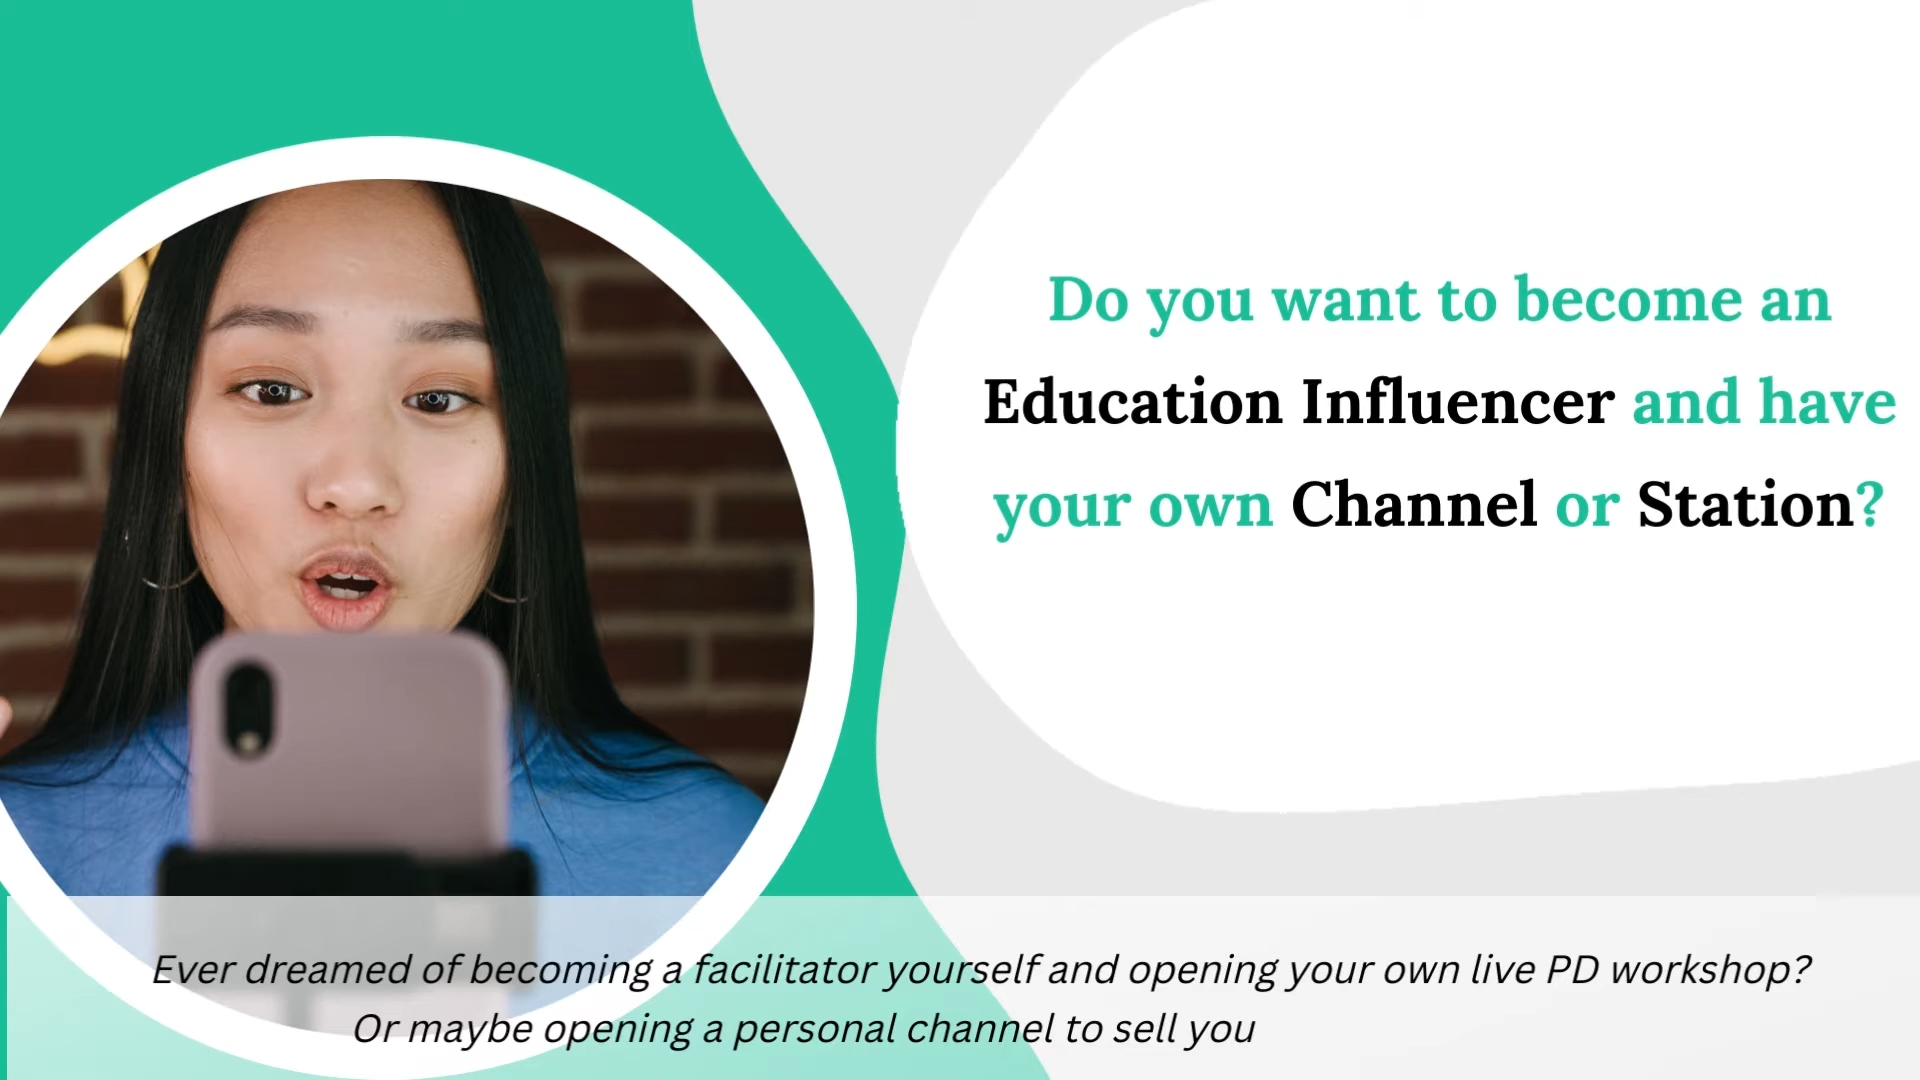 Do you want to become an
Education Influencer and have
your own Channel or Station?
Ever dreamed of becoming a facilitator yourself and opening your own live PD workshop?
Or maybe opening a personal channel to sell you